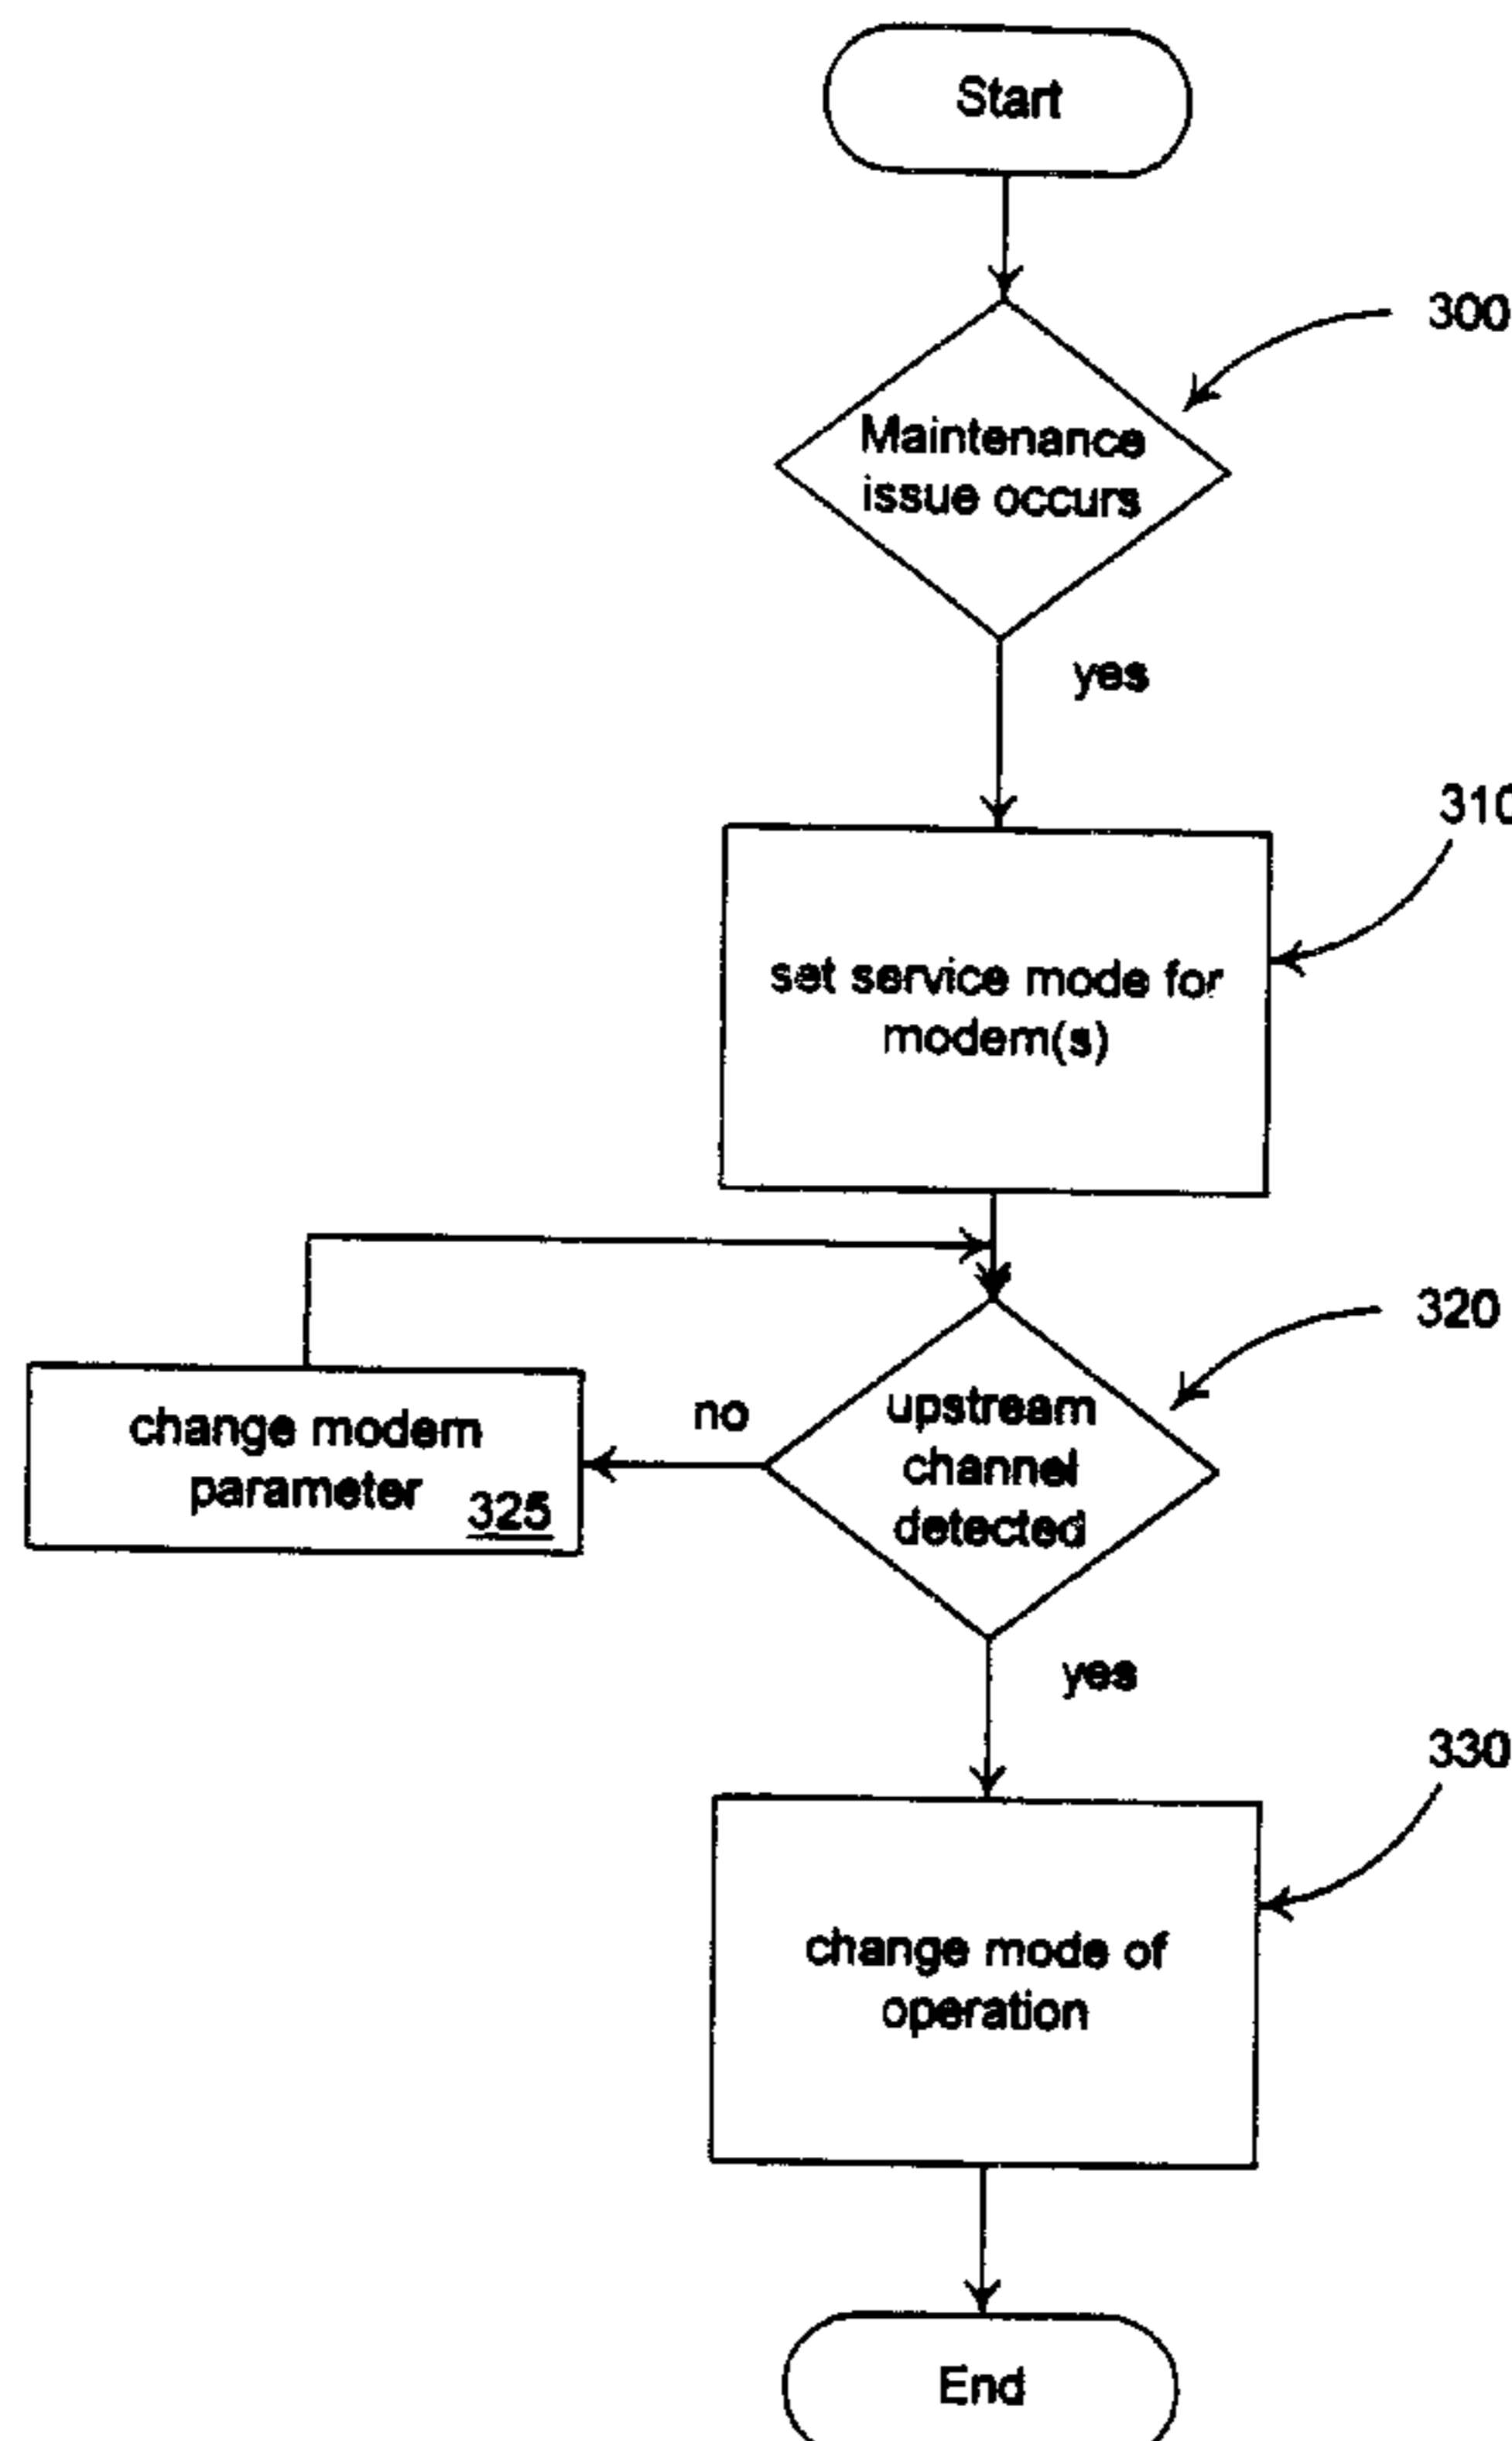 Start
300
Maintenance
issue occurs
yes
310
set service mode for
modem(s)
320
upstream
channel
detected
no
change modem
parameter
325
yes
330
change mode of
operation
End